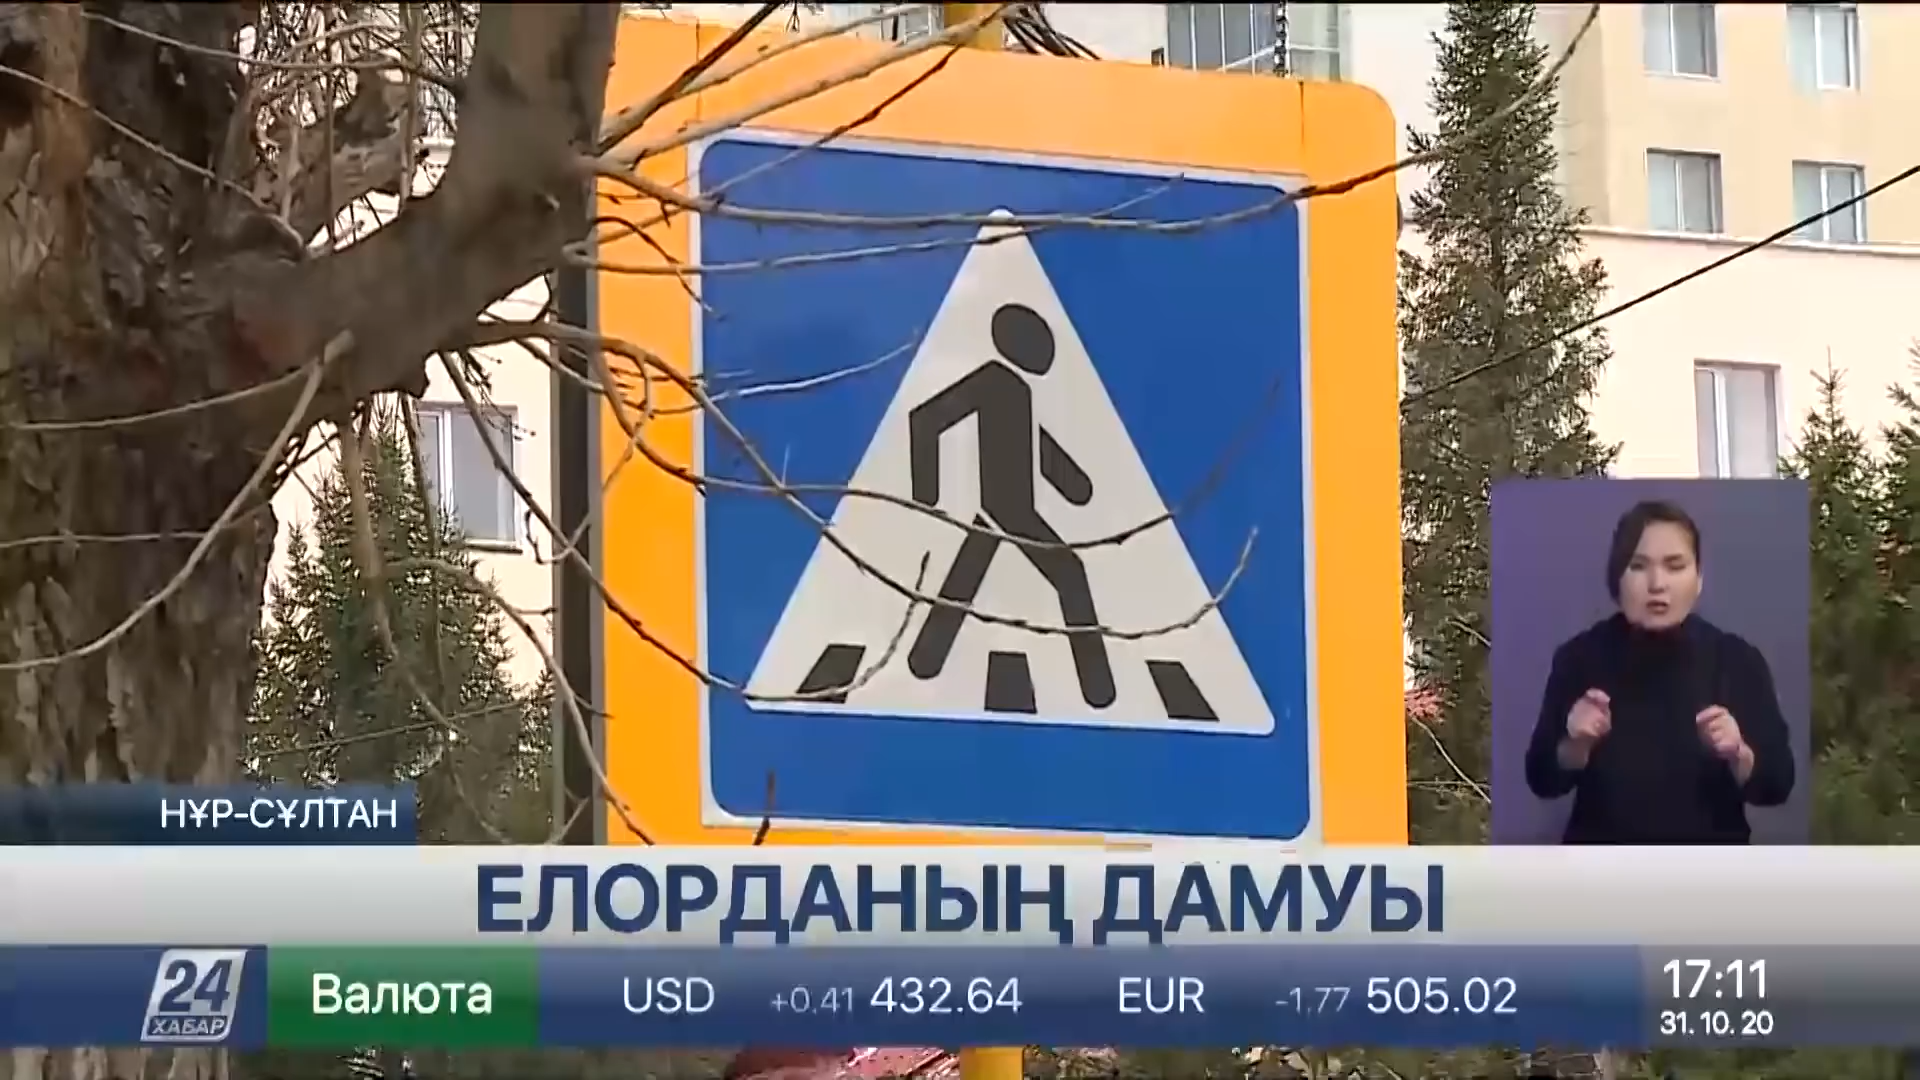 НҰР-СҰЛТАН
ЕЛОРДАНЫҢ ДАМУЫ
24 ХАБАР
Валюта
USD +0.41 432.64
EUR -1.77 505.02
17:11
31.10.20